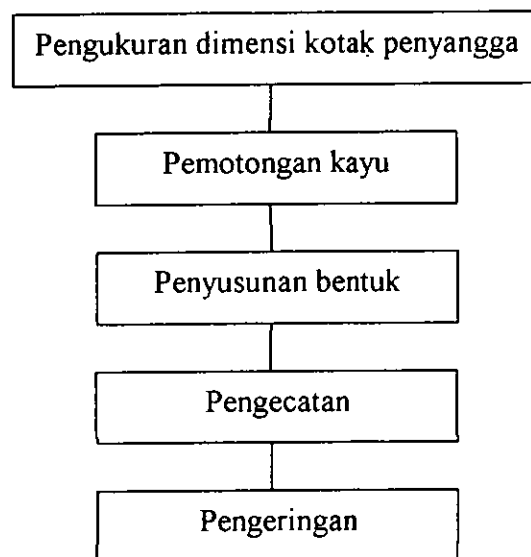 Pengukuran dimensi kotak penyangga
Pemotongan kayu
Penyusunan bentuk
Pengecatan
Pengeringan